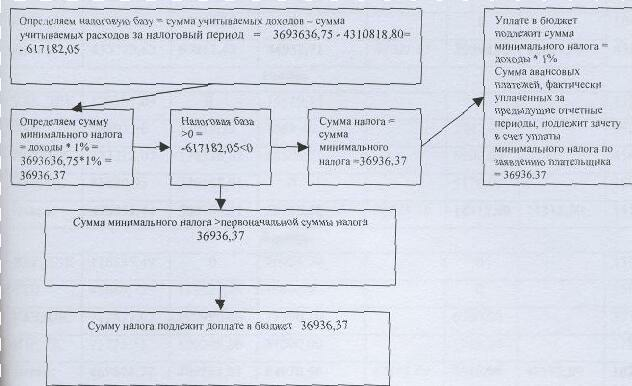 Определяем налоговую базу = сумма учитываемых доходов – сумма
учитываемых расходов за налоговый период = 3693636,75 - 4310818,80=
- 617182,05
Уплате в бюджет
подлежит сумма
минимального налога =
доходы * 1%
Сумма авансовых
платежей, фактически
уплаченных за
предыдущие отчетные
периоды, подлежит зачету
в счет уплаты
минимального налога по
заявлению плательщика
= 36936.37
Определяем сумму
минимального налога
= доходы * 1% =
3693636,75*1% =
36936.37
Налоговая база
>0 =
-617182,05<0
Сумма налога =
сумма
минимального
налога =36936,37
Сумма минимального налога >первоначальной суммы налога
36936,37
Сумму налога подлежит доплате в бюджет 36936,37